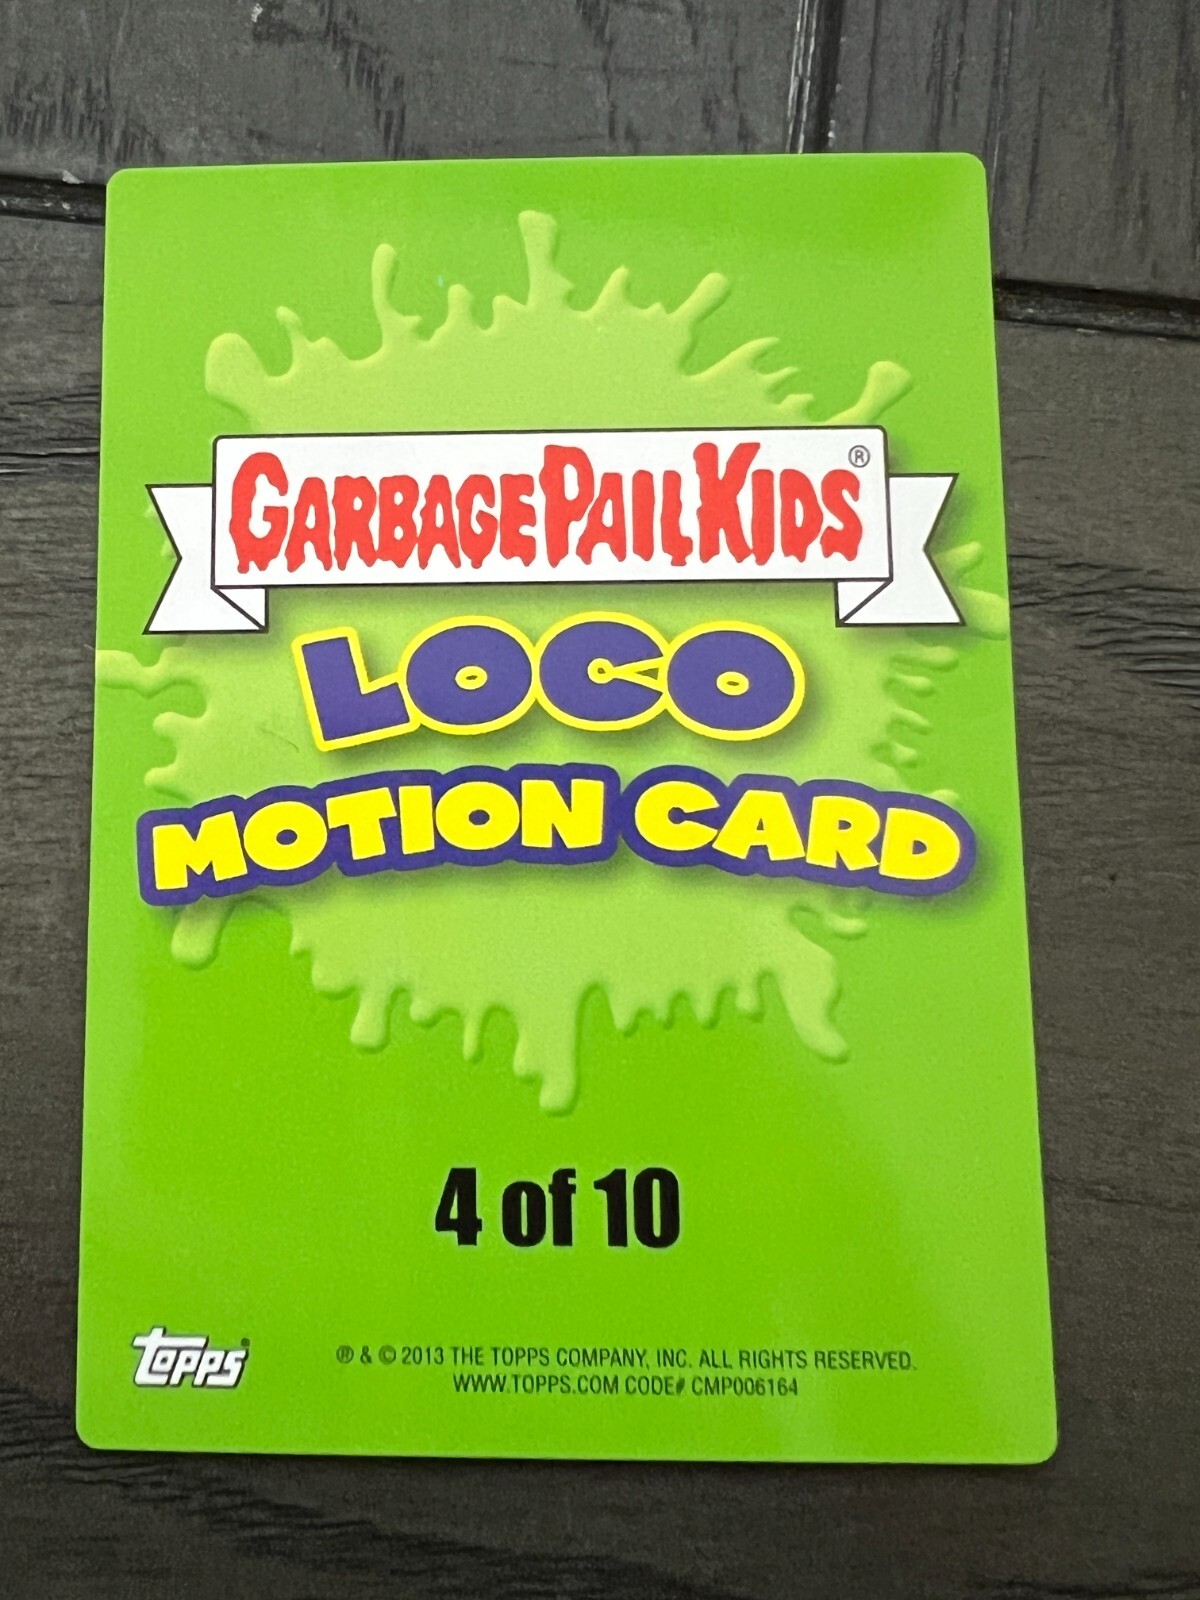 GARBAGE PAIL KIDS®
LOCO
MOTION CARD
4 of 10
Topps®
® & © 2013 THE TOPPS COMPANY, INC. ALL RIGHTS RESERVED.
WWW.TOPPS.COM CODE# CMP006164